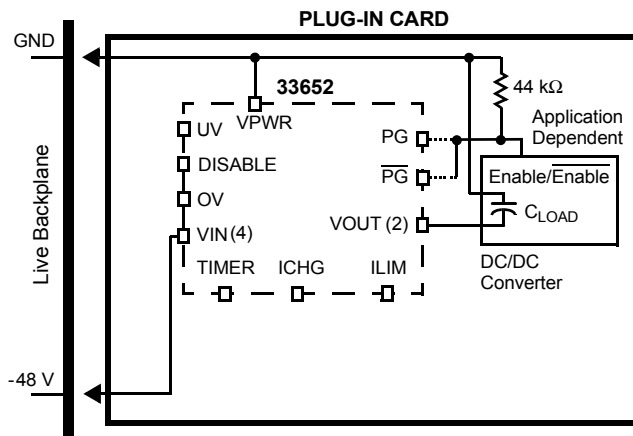 PLUG-IN CARD
GND
33652
VPWR
44 kΩ
Application
Dependent
UV
PG
DISABLE
PG
Enable/Enable
OV
CLOAD
VIN (4)
VOUT (2)
TIMER
ICHG
ILIM
DC/DC
Converter
Live Backplane
-48 V